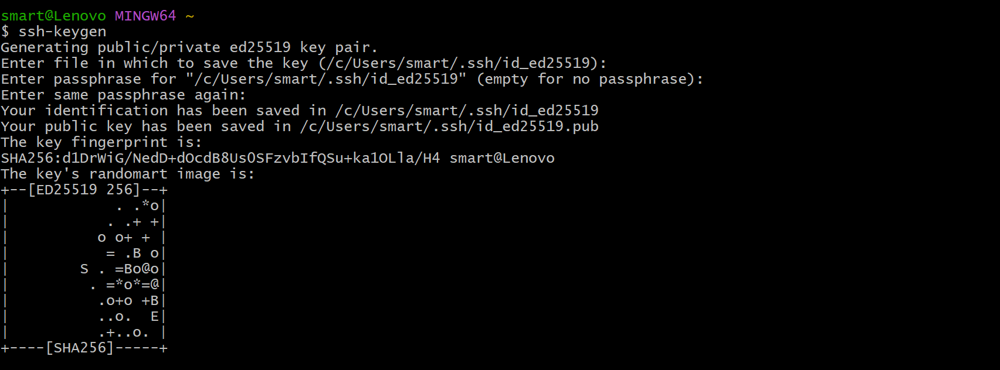 smart@Lenovo MINGW64 ~
$ ssh-keygen
Generating public/private ed25519 key pair.
Enter file in which to save the key (/c/Users/smart/.ssh/id_ed25519):
Enter passphrase for "/c/Users/smart/.ssh/id_ed25519" (empty for no passphrase):
Enter same passphrase again:
Your identification has been saved in /c/Users/smart/.ssh/id_ed25519
Your public key has been saved in /c/Users/smart/.ssh/id_ed25519.pub
The key fingerprint is:
SHA256:d1DrWiG/NedD+dOcdB8UsOSFzvbIfQSu+ka1OLla/H4 smart@Lenovo
The key's randomart image is:
+--[ED25519 256]--+
|            . .*o|
|           . .+ +|
|          o o+ + |
|           = .B o|
|        S . =Bo@o|
|         . =*o*=@|
|          .o+o +B|
|          ..o.  E|
|          .+..o. |
+----[SHA256]-----+